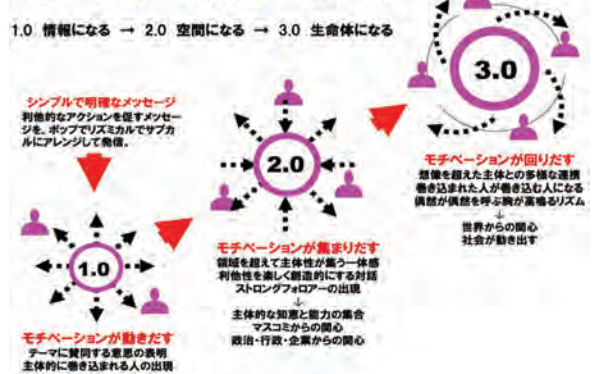 1.0 情報になる → 2.0 空間になる → 3.0 生命体になる
シンプルで明確なメッセージ
利他的なアクションを促すメッセー
ジを、ポップでリズミカルでサブカ
ルにアレンジして発信。
1.0
モチベーションが動きだす
テーマに賛同する意思の表明
主体的に巻き込まれる人の出現
2.0
モチベーションが集まりだす
領域を超えて主体性が集う一体感
利他性を楽しく創造的にする対話
ストロングフォロアーの出現
↓
主体的な知恵と能力の集合
マスコミからの関心
政治・行政・企業からの関心
3.0
モチベーションが回りだす
想像を超えた主体との多様な連携
巻き込まれた人が巻き込む人になる
偶然が偶然を呼ぶ胸が高鳴るリズム
↓
世界からの関心
社会が動き出す